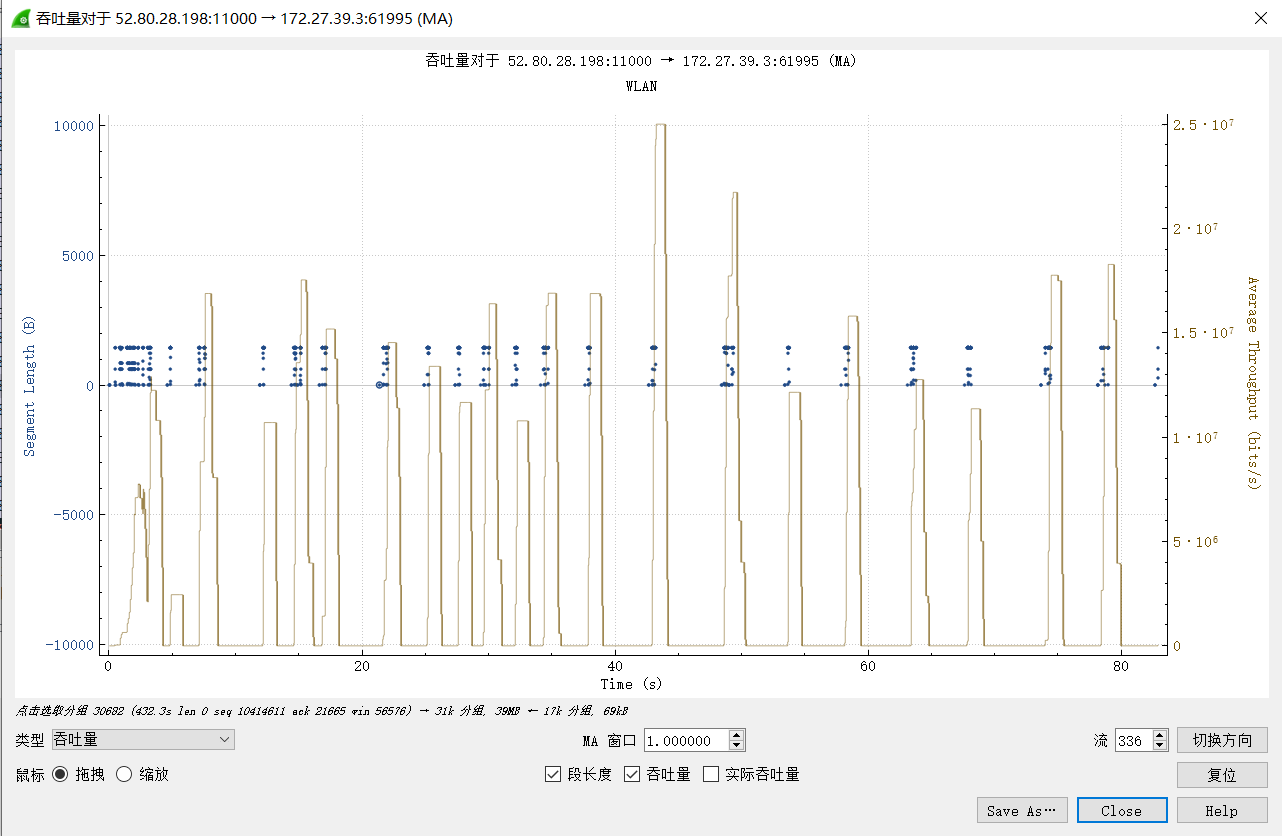 吞吐量对于 52.80.28.198:11000 → 172.27.39.3:61995 (MA)
吞吐量对于 52.80.28.198:11000 → 172.27.39.3:61995 (MA)
WLAN
10000
5000
0
-5000
-10000
Segment Length (B)
2.5·10⁷
2·10⁷
1.5·10⁷
1·10⁷
5·10⁶
0
Average Throughput (bits/s)
0 20 40 60 80
Time (s)
点击选取分组 30682 (432.3s len 0 seq 10414611 ack 21665 win 56576) → 31k 分组, 39MB ← 17k 分组, 69kB
类型 吞吐量 MA 窗口 1.000000 流 336 切换方向
鼠标 拖拽 缩放 段长度 吞吐量 实际吞吐量 复位
Save As… Close Help